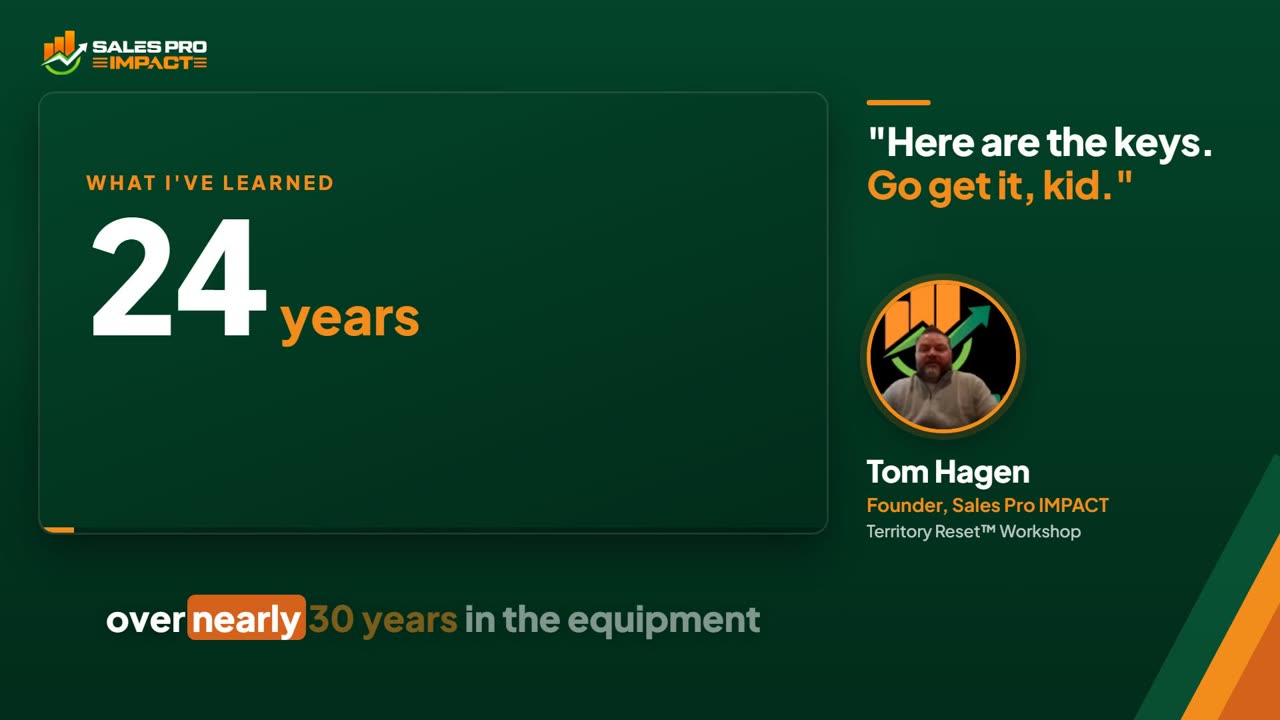 SALES PRO
IMPACT
WHAT I'VE LEARNED
24 years
"Here are the keys.
Go get it, kid."
Tom Hagen
Founder, Sales Pro IMPACT
Territory Reset™ Workshop
over nearly 30 years in the equipment